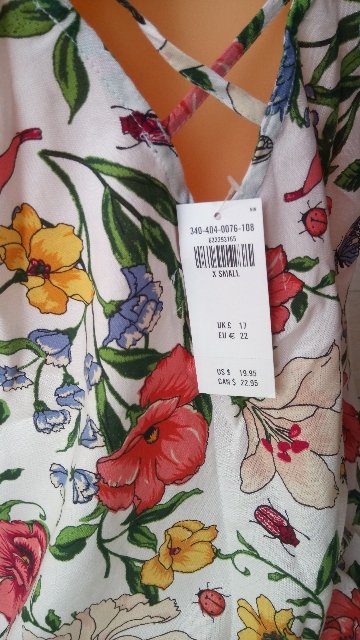 340-404-0076-108
X SMALL
UK £ 17
EU € 22
US $ 19.95
CAN $ 22.95